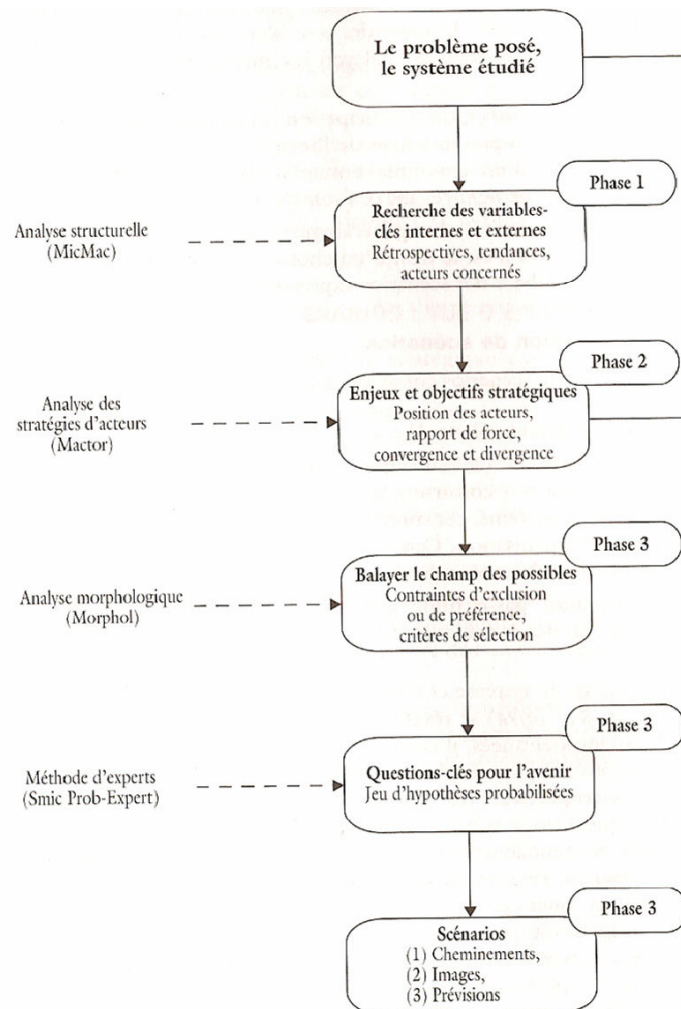 Le problème posé,
le système étudié
Phase 1
Analyse structurelle
(MicMac)
Recherche des variables-
clés internes et externes
Rétrospectives, tendances,
acteurs concernés
Phase 2
Analyse des
stratégies d'acteurs
(Mactor)
Enjeux et objectifs stratégiques
Position des acteurs,
rapport de force,
convergence et divergence
Phase 3
Analyse morphologique
(Morphol)
Balayer le champ des possibles
Contraintes d'exclusion
ou de préférence,
critères de sélection
Phase 3
Méthode d'experts
(Smic Prob-Expert)
Questions-clés pour l'avenir
Jeu d'hypothèses probabilisées
Phase 3
Scénarios
(1) Cheminements,
(2) Images,
(3) Prévisions